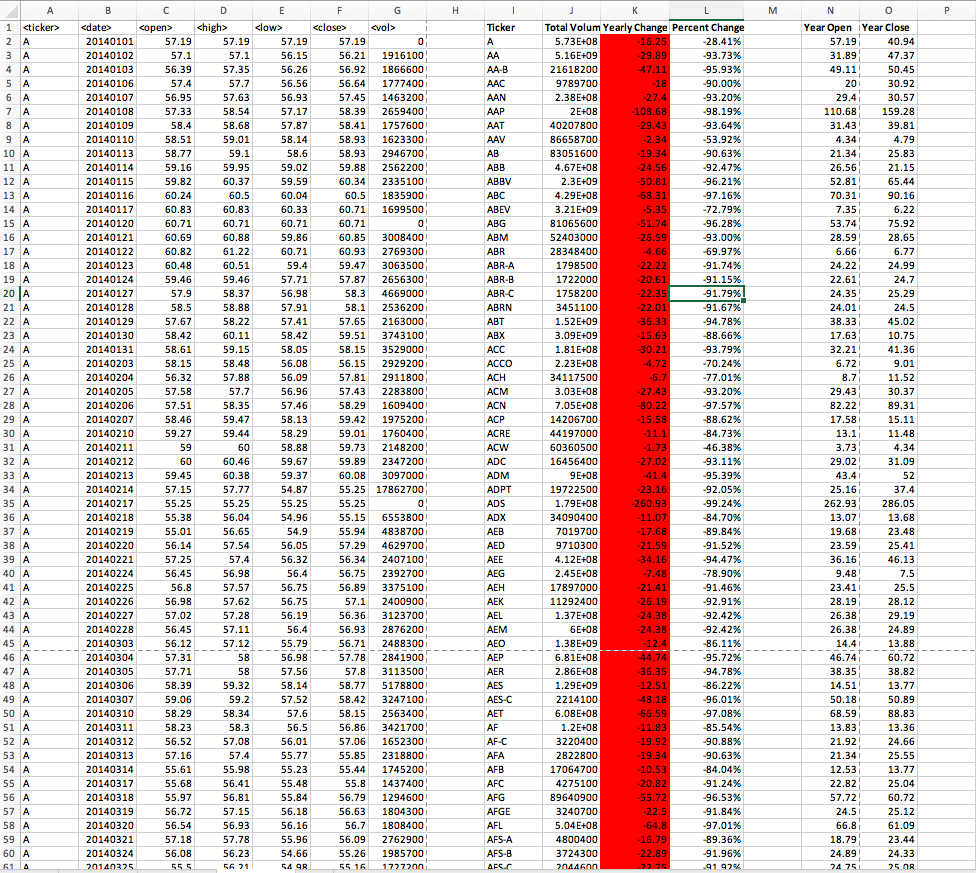 A B C D E F G H I J K L M N O P
1 <ticker> <date> <open> <high> <low> <close> <vol> Ticker Total Volum Yearly Change Percent Change Year Open Year Close
2 A 20140101 57.19 57.19 57.19 57.19 0 A 5.73E+08 -16.25 -28.41% 57.19 40.94
3 A 20140102 57.1 57.1 56.15 56.21 1916100 AA 5.16E+09 -29.89 -93.73% 31.89 47.37
4 A 20140103 56.39 57.35 56.26 56.92 1866600 AA-B 21618200 -47.11 -95.93% 49.11 50.45
5 A 20140106 57.4 57.7 56.56 56.64 1777400 AAC 9789700 -18 -90.00% 20 30.92
6 A 20140107 56.95 57.63 56.93 57.45 1463200 AAN 2.38E+08 -27.4 -93.20% 29.4 30.57
7 A 20140108 57.33 58.54 57.17 58.39 2659400 AAP 2E+08 -108.68 -98.19% 110.68 159.28
8 A 20140109 58.4 58.68 57.87 58.41 1757600 AAT 40207800 -29.43 -93.64% 31.43 39.81
9 A 20140110 58.51 59.01 58.14 58.93 1623300 AAV 86658700 -2.34 -53.92% 4.34 4.79
10 A 20140113 58.77 59.1 58.6 58.93 2946700 AB 83051600 -19.34 -90.63% 21.34 25.83
11 A 20140114 59.16 59.95 59.02 59.88 2562200 ABB 4.67E+08 -24.56 -92.47% 26.56 21.15
12 A 20140115 59.82 60.37 59.59 60.34 2335100 ABBV 2.3E+09 -50.81 -96.21% 52.81 65.44
13 A 20140116 60.24 60.5 60.04 60.5 1835900 ABC 4.29E+08 -68.31 -97.16% 70.31 90.16
14 A 20140117 60.83 60.83 60.33 60.71 1699500 ABEV 3.21E+09 -5.35 -72.79% 7.35 6.22
15 A 20140120 60.71 60.71 60.71 60.71 0 ABG 81065600 -51.74 -96.28% 53.74 75.92
16 A 20140121 60.69 60.88 59.86 60.85 3008400 ABM 52403000 -26.59 -93.00% 28.59 28.65
17 A 20140122 60.82 61.22 60.71 60.93 2769300 ABR 28348400 -4.66 -69.97% 6.66 6.77
18 A 20140123 60.48 60.51 59.4 59.47 3063500 ABR-A 1798500 -22.22 -91.74% 24.22 24.99
19 A 20140124 59.46 59.46 57.71 57.87 2656300 ABR-B 1722000 -20.61 -91.15% 22.61 24.7
20 A 20140127 57.9 58.37 56.98 58.3 4669000 ABR-C 1758200 -22.35 -91.79% 24.35 25.29
21 A 20140128 58.5 58.88 57.91 58.1 2536200 ABRN 3451100 -22.01 -91.67% 24.01 24.5
22 A 20140129 57.67 58.22 57.41 57.65 2163000 ABT 1.52E+09 -36.33 -94.78% 38.33 45.02
23 A 20140130 58.42 60.11 58.42 59.51 3743100 ABX 3.09E+09 -15.63 -88.66% 17.63 10.75
24 A 20140131 58.61 59.15 58.05 58.15 3529000 ACC 1.81E+08 -30.21 -93.79% 32.21 41.36
25 A 20140203 58.15 58.48 56.08 56.15 2929200 ACCO 2.23E+08 -4.72 -70.24% 6.72 9.01
26 A 20140204 56.32 57.88 56.09 57.81 2911800 ACH 34117500 -6.7 -77.01% 8.7 11.52
27 A 20140205 57.58 57.7 56.96 57.43 2283800 ACM 3.03E+08 -27.43 -93.20% 29.43 30.37
28 A 20140206 57.51 58.35 57.46 58.29 1609400 ACN 7.05E+08 -80.22 -97.57% 82.22 89.31
29 A 20140207 58.46 59.47 58.13 59.42 1975200 ACP 14206700 -15.58 -88.62% 17.58 15.11
30 A 20140210 59.27 59.44 58.29 59.01 1760400 ACRE 44197000 -11.1 -84.73% 13.1 11.48
31 A 20140211 59 60 58.88 59.73 2148200 ACW 60360500 -1.73 -46.38% 3.73 4.34
32 A 20140212 60 60.46 59.67 59.89 2347200 ADC 16456400 -27.02 -93.11% 29.02 31.09
33 A 20140213 59.45 60.38 59.37 60.08 3097000 ADM 9E+08 -41.4 -95.39% 43.4 52
34 A 20140214 57.15 57.77 54.87 55.25 17862700 ADPT 19722500 -23.16 -92.05% 25.16 37.4
35 A 20140217 55.25 55.25 55.25 55.25 0 ADS 1.79E+08 -260.93 -99.24% 262.93 286.05
36 A 20140218 55.38 56.04 54.96 55.15 6553800 ADX 34090400 -11.07 -84.70% 13.07 13.68
37 A 20140219 55.01 56.65 54.9 55.94 4838700 AEB 7019700 -17.68 -89.84% 19.68 23.48
38 A 20140220 56.14 57.54 56.05 57.29 4629700 AED 9710300 -21.59 -91.52% 23.59 25.41
39 A 20140221 57.25 57.4 56.32 56.34 2407100 AEE 4.12E+08 -34.16 -94.47% 36.16 46.13
40 A 20140224 56.45 56.98 56.4 56.75 2392700 AEG 2.45E+08 -7.48 -78.90% 9.48 7.5
41 A 20140225 56.8 57.57 56.75 56.89 3375100 AEH 17897000 -21.41 -91.46% 23.41 25.5
42 A 20140226 56.98 57.62 56.75 57.1 2400900 AEK 11292400 -26.19 -92.91% 28.19 28.12
43 A 20140227 57.02 57.28 56.19 56.36 3123700 AEL 1.37E+08 -24.38 -92.42% 26.38 29.19
44 A 20140228 56.45 57.11 56.4 56.93 2876200 AEM 6E+08 -24.38 -92.42% 26.38 24.89
45 A 20140303 56.12 57.12 55.79 56.71 2488300 AEO 1.38E+09 -12.4 -86.11% 14.4 13.88
46 A 20140304 57.31 58 56.98 57.78 2841900 AEP 6.81E+08 -44.74 -95.72% 46.74 60.72
47 A 20140305 57.71 58 57.56 57.8 3113500 AER 2.86E+08 -36.35 -94.78% 38.35 38.82
48 A 20140306 58.39 59.32 58.14 58.77 5178800 AES 1.29E+09 -12.51 -86.22% 14.51 13.77
49 A 20140307 59.06 59.2 57.52 58.42 3247100 AES-C 2214100 -48.18 -96.01% 50.18 50.89
50 A 20140310 58.29 58.34 57.6 58.15 2563400 AET 6.08E+08 -66.59 -97.08% 68.59 88.83
51 A 20140311 58.23 58.3 56.5 56.86 3421700 AF 1.2E+08 -11.83 -85.54% 13.83 13.36
52 A 20140312 56.52 57.08 56.01 57.06 1652300 AF-C 3220400 -19.92 -90.88% 21.92 24.66
53 A 20140313 57.16 57.4 55.77 55.85 2318800 AFA 2822800 -19.34 -90.63% 21.34 25.55
54 A 20140314 55.61 55.98 55.23 55.44 1745200 AFB 17064700 -10.53 -84.04% 12.53 13.77
55 A 20140317 55.68 56.41 55.48 55.8 1437400 AFC 4275100 -20.82 -91.24% 22.82 25.04
56 A 20140318 55.97 56.81 55.84 56.79 1294600 AFG 89640900 -55.72 -96.53% 57.72 60.72
57 A 20140319 56.72 57.15 56.18 56.63 1804300 AFGE 3240700 -22.5 -91.84% 24.5 25.12
58 A 20140320 56.54 56.93 56.16 56.7 1808400 AFL 5.04E+08 -64.8 -97.01% 66.8 61.09
59 A 20140321 57.18 57.78 55.96 56.09 2762900 AFS-A 4800400 -16.79 -89.36% 18.79 23.44
60 A 20140324 56.08 56.23 54.66 55.26 1985700 AFS-B 3724300 -22.89 -91.96% 24.89 24.33
61 A 20140325 55.5 56.21 54.98 55.16 1727200 AFS-C 2044600 -22.75 -91.92% 24.75 25.08